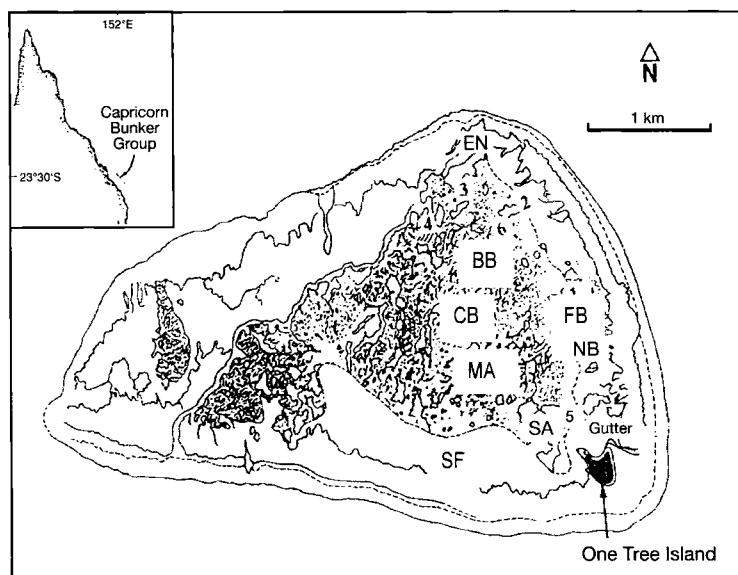 152°E
Capricorn
Bunker
Group
23°30'S
N
1 km
EN
3
2
4
6
BB
CB
FB
NB
MA
SA
5
Gutter
SF
One Tree Island